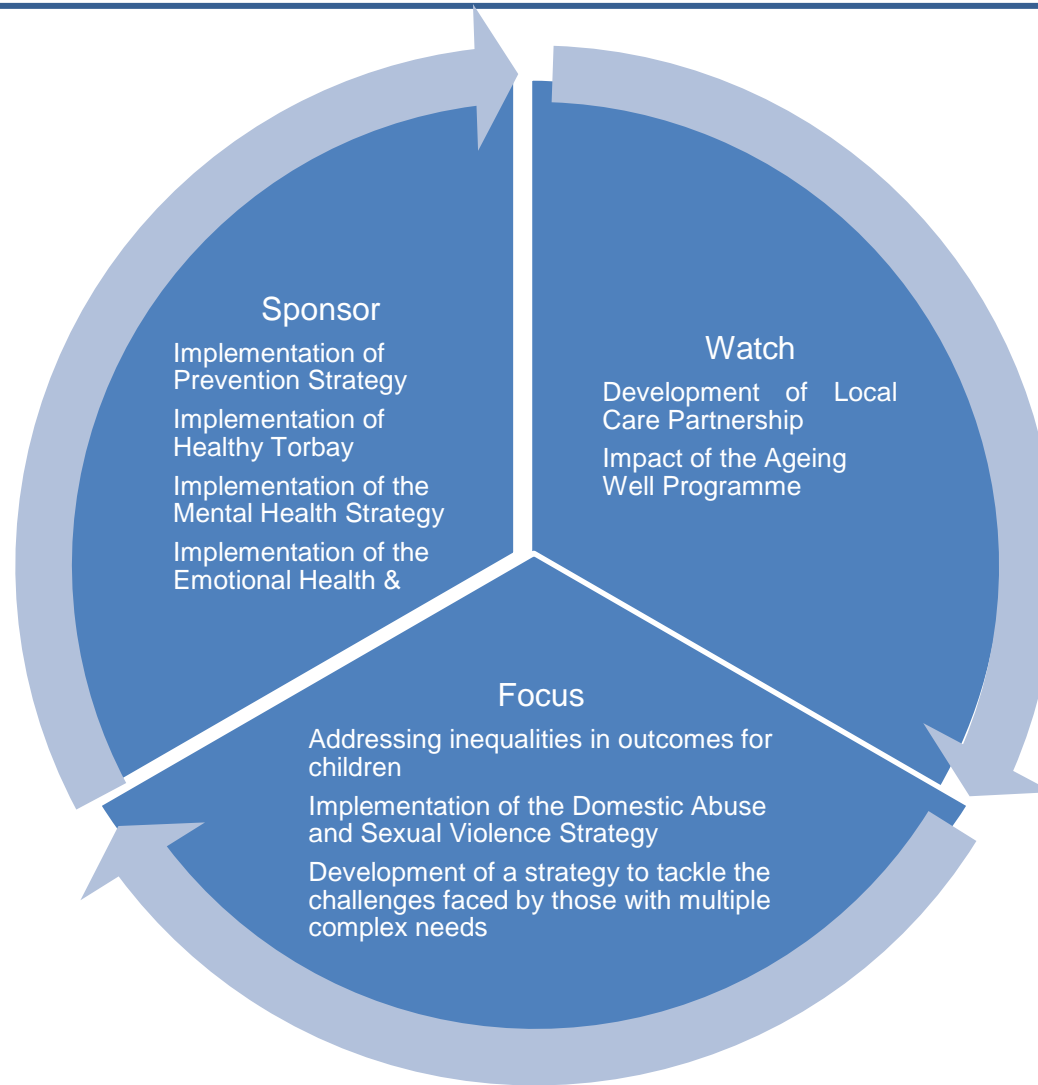 Sponsor
Implementation of
Prevention Strategy
Implementation of
Healthy Torbay
Implementation of the
Mental Health Strategy
Implementation of the
Emotional Health &
Watch
Development of Local
Care Partnership
Impact of the Ageing
Well Programme
Focus
Addressing inequalities in outcomes for
children
Implementation of the Domestic Abuse
and Sexual Violence Strategy
Development of a strategy to tackle the
challenges faced by those with multiple
complex needs